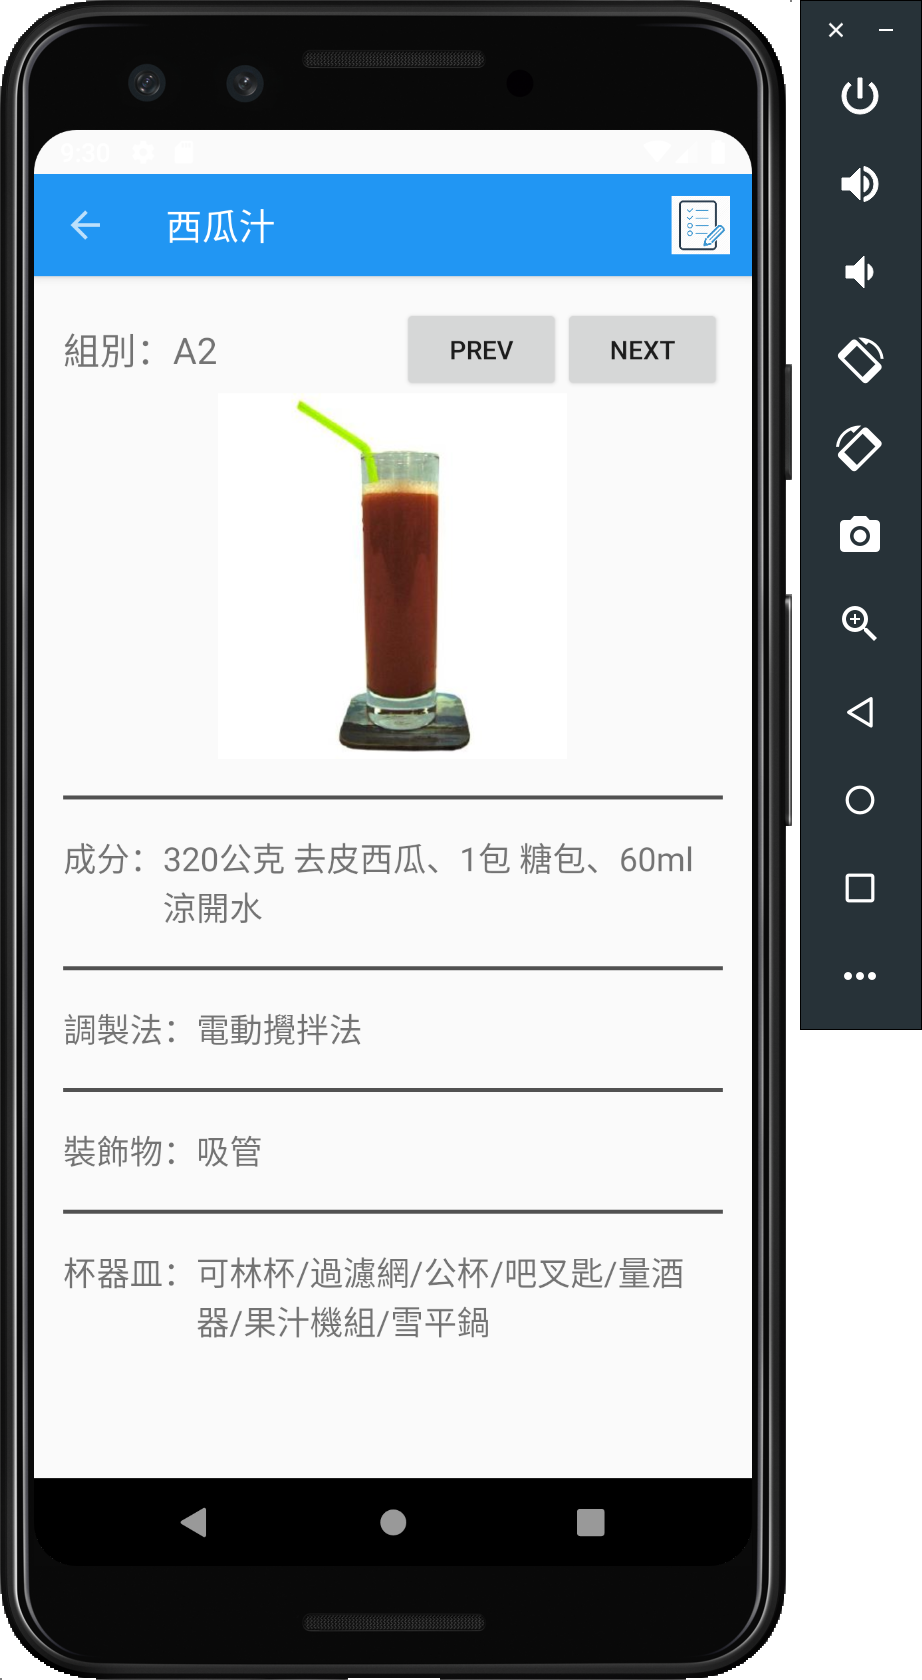 9:30
西瓜汁
組別：A2
PREV
NEXT
成分：320公克 去皮西瓜、1包 糖包、60ml
涼開水
調製法：電動攪拌法
裝飾物：吸管
杯器皿：可林杯/過濾網/公杯/吧叉匙/量酒
器/果汁機組/雪平鍋